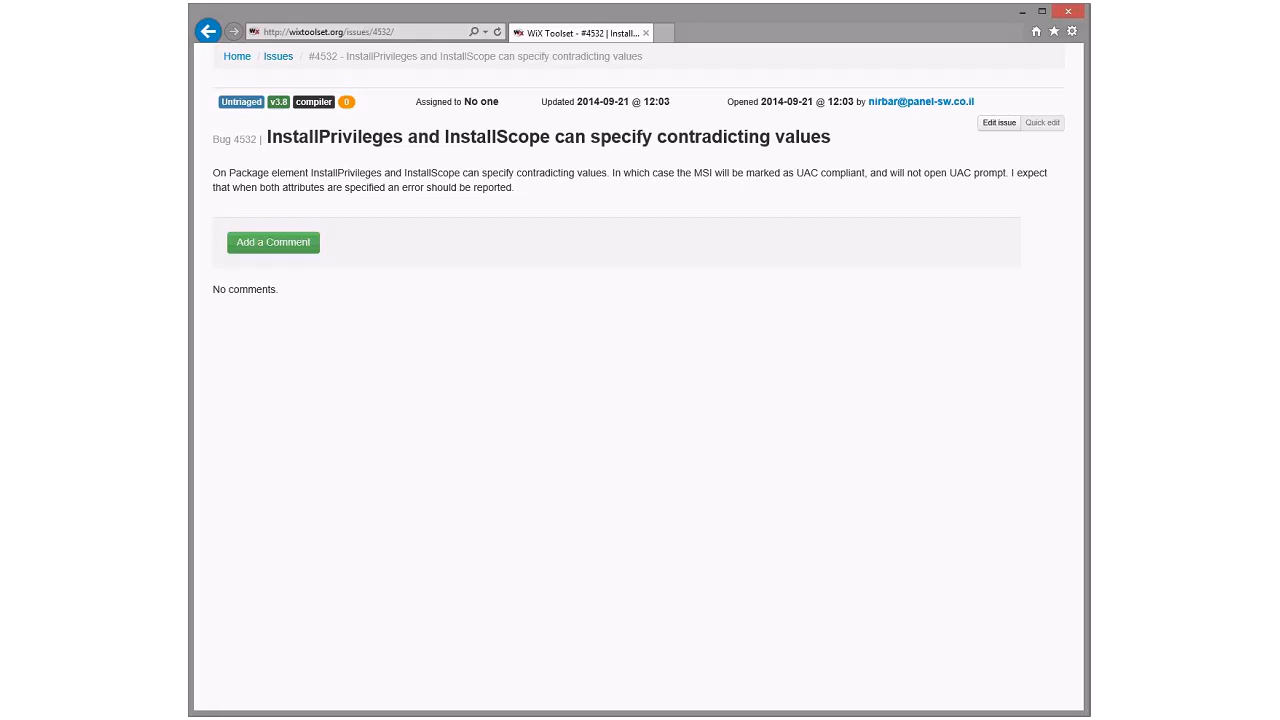 http://wixtoolset.org/issues/4532/
WiX Toolset - #4532 | Install...
Home / Issues / #4532 - InstallPrivileges and InstallScope can specify contradicting values
Untriaged v3.8 compiler 0 Assigned to No one Updated 2014-09-21 @ 12:03 Opened 2014-09-21 @ 12:03 by nirbar@panel-sw.co.il
Edit issue Quick edit
Bug 4532 | InstallPrivileges and InstallScope can specify contradicting values
On Package element InstallPrivileges and InstallScope can specify contradicting values. In which case the MSI will be marked as UAC compliant, and will not open UAC prompt. I expect
that when both attributes are specified an error should be reported.
Add a Comment
No comments.